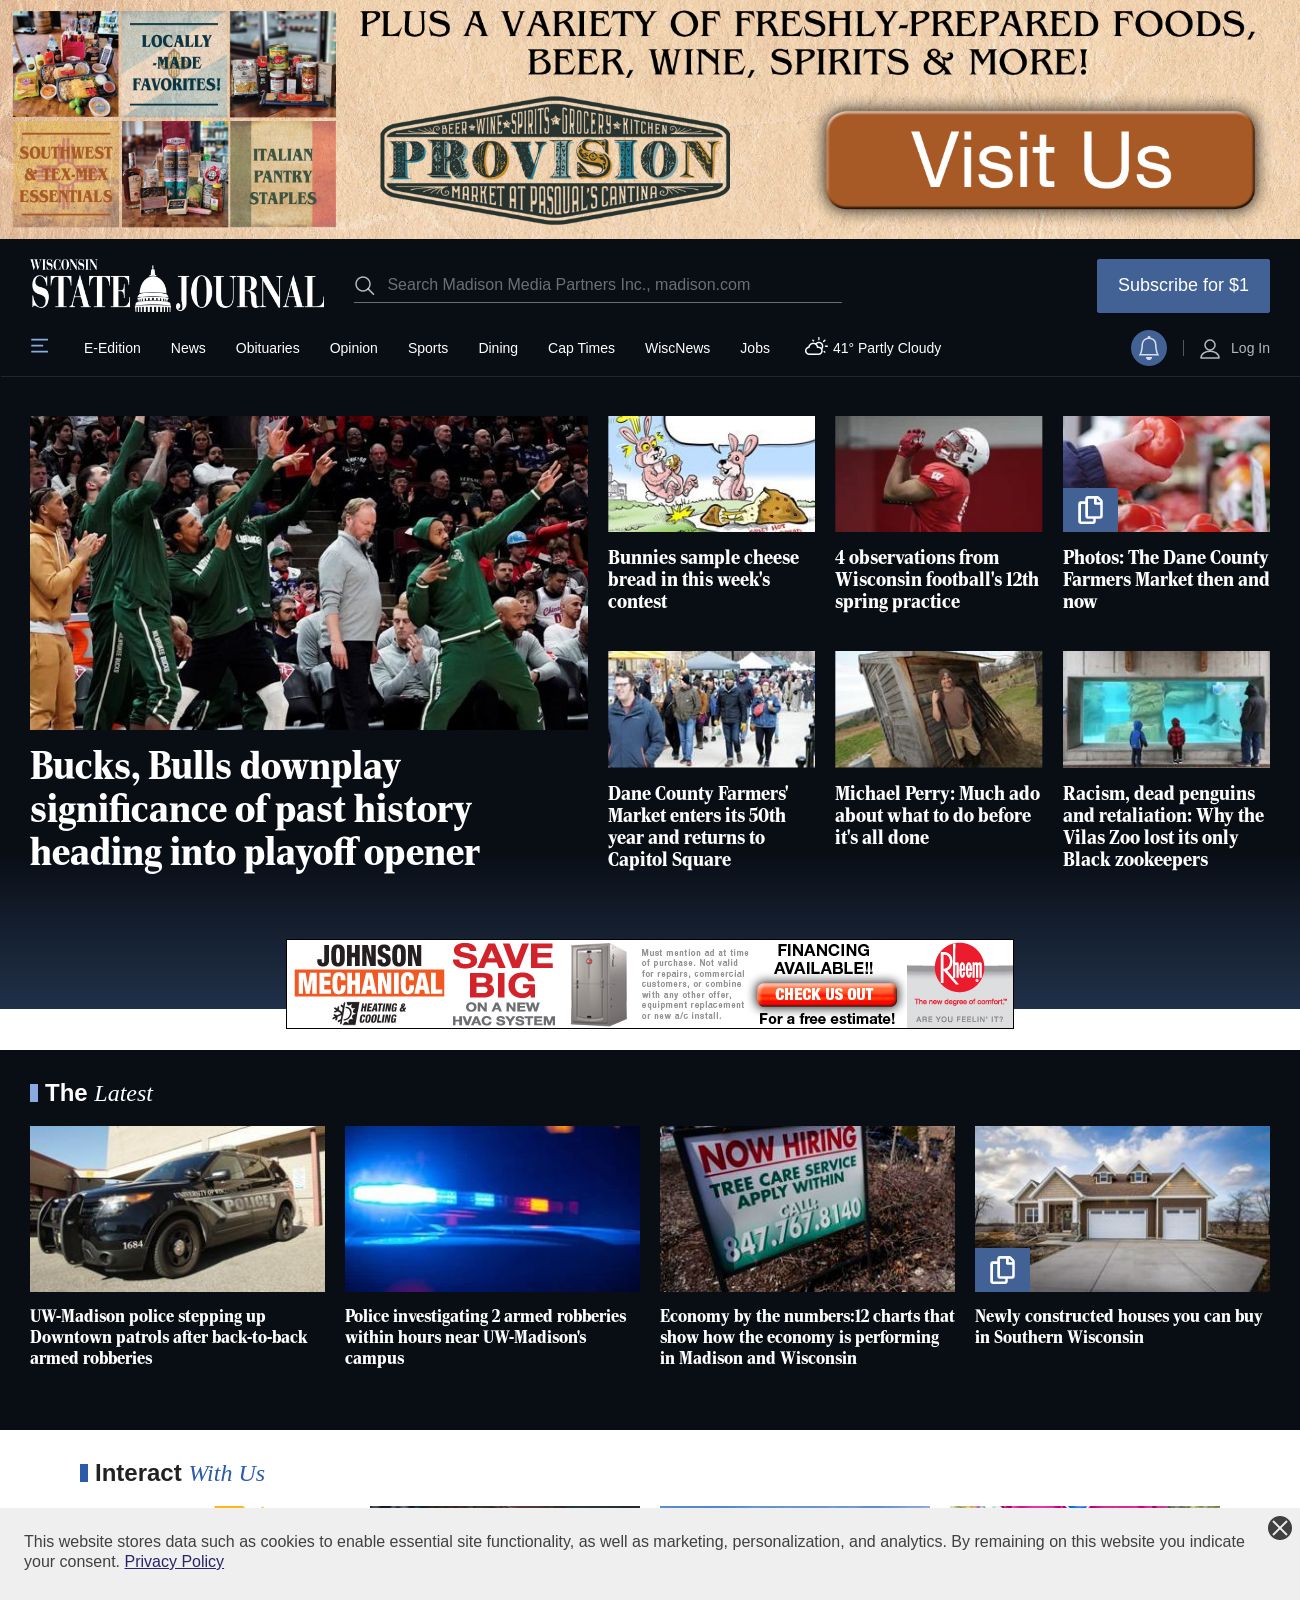 PLUS A VARIETY OF FRESHLY-PREPARED FOODS,
BEER, WINE, SPIRITS & MORE!
LOCALLY
-MADE
FAVORITES!
SOUTHWEST
& TEX-MEX
ESSENTIALS
ITALIAN
PANTRY
STAPLES
BEER WINE SPIRITS GROCERY KITCHEN
PROVISION
MARKET AT PASQUAL'S CANTINA
Visit Us
WISCONSIN
STATE JOURNAL
Search Madison Media Partners Inc., madison.com
Subscribe for $1
E-Edition News Obituaries Opinion Sports Dining Cap Times WiscNews Jobs 41° Partly Cloudy Log In
Bucks, Bulls downplay
significance of past history
heading into playoff opener
Bunnies sample cheese
bread in this week's
contest
4 observations from
Wisconsin football's 12th
spring practice
Photos: The Dane County
Farmers Market then and
now
Dane County Farmers'
Market enters its 50th
year and returns to
Capitol Square
Michael Perry: Much ado
about what to do before
it's all done
Racism, dead penguins
and retaliation: Why the
Vilas Zoo lost its only
Black zookeepers
JOHNSON
MECHANICAL
HEATING &
COOLING
SAVE
BIG
ON A NEW
HVAC SYSTEM
Must mention ad at time
of purchase. Not valid
for repairs, commercial
customers, or combine
with any other offer,
equipment replacement
or new a/c install.
FINANCING
AVAILABLE!!
CHECK US OUT
For a free estimate!
Rheem
The new degree of comfort.™
ARE YOU FEELIN' IT?
The Latest
POLICE
1684
NOW HIRING
TREE CARE SERVICE
APPLY WITHIN
CALL:
847.767.8140
UW-Madison police stepping up
Downtown patrols after back-to-back
armed robberies
Police investigating 2 armed robberies
within hours near UW-Madison's
campus
Economy by the numbers:12 charts that
show how the economy is performing
in Madison and Wisconsin
Newly constructed houses you can buy
in Southern Wisconsin
Interact With Us
This website stores data such as cookies to enable essential site functionality, as well as marketing, personalization, and analytics. By remaining on this website you indicate
your consent. Privacy Policy